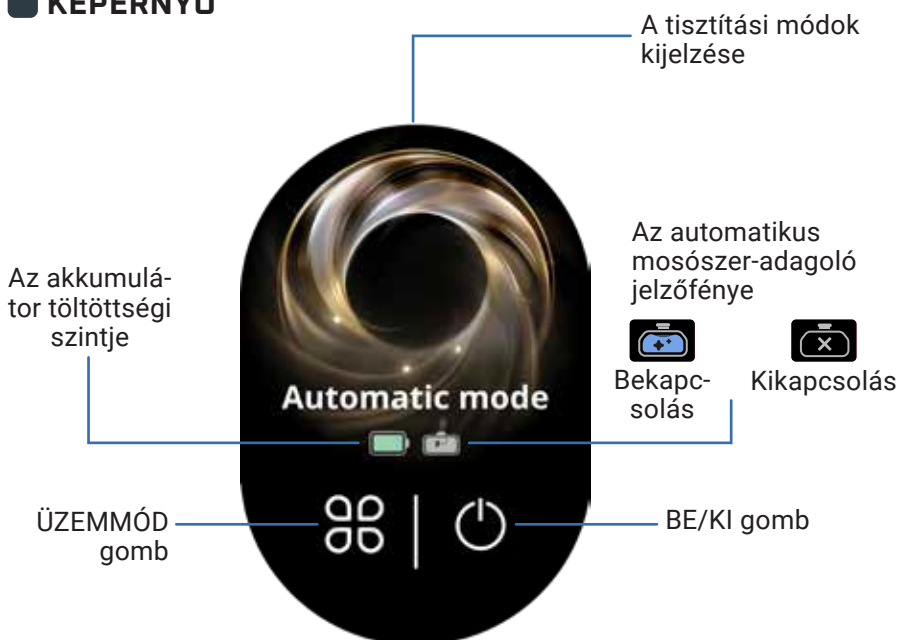 KÉPERNYŐ
A tisztítási módok
kijelzése
Az automatikus
mosószer-adagoló
jelzőfénye
Az akkumulá-
tor töltöttségi
szintje
Bekapc-
solás
Kikapcsolás
Automatic mode
ÜZEMMÓD
gomb
BE/KI gomb